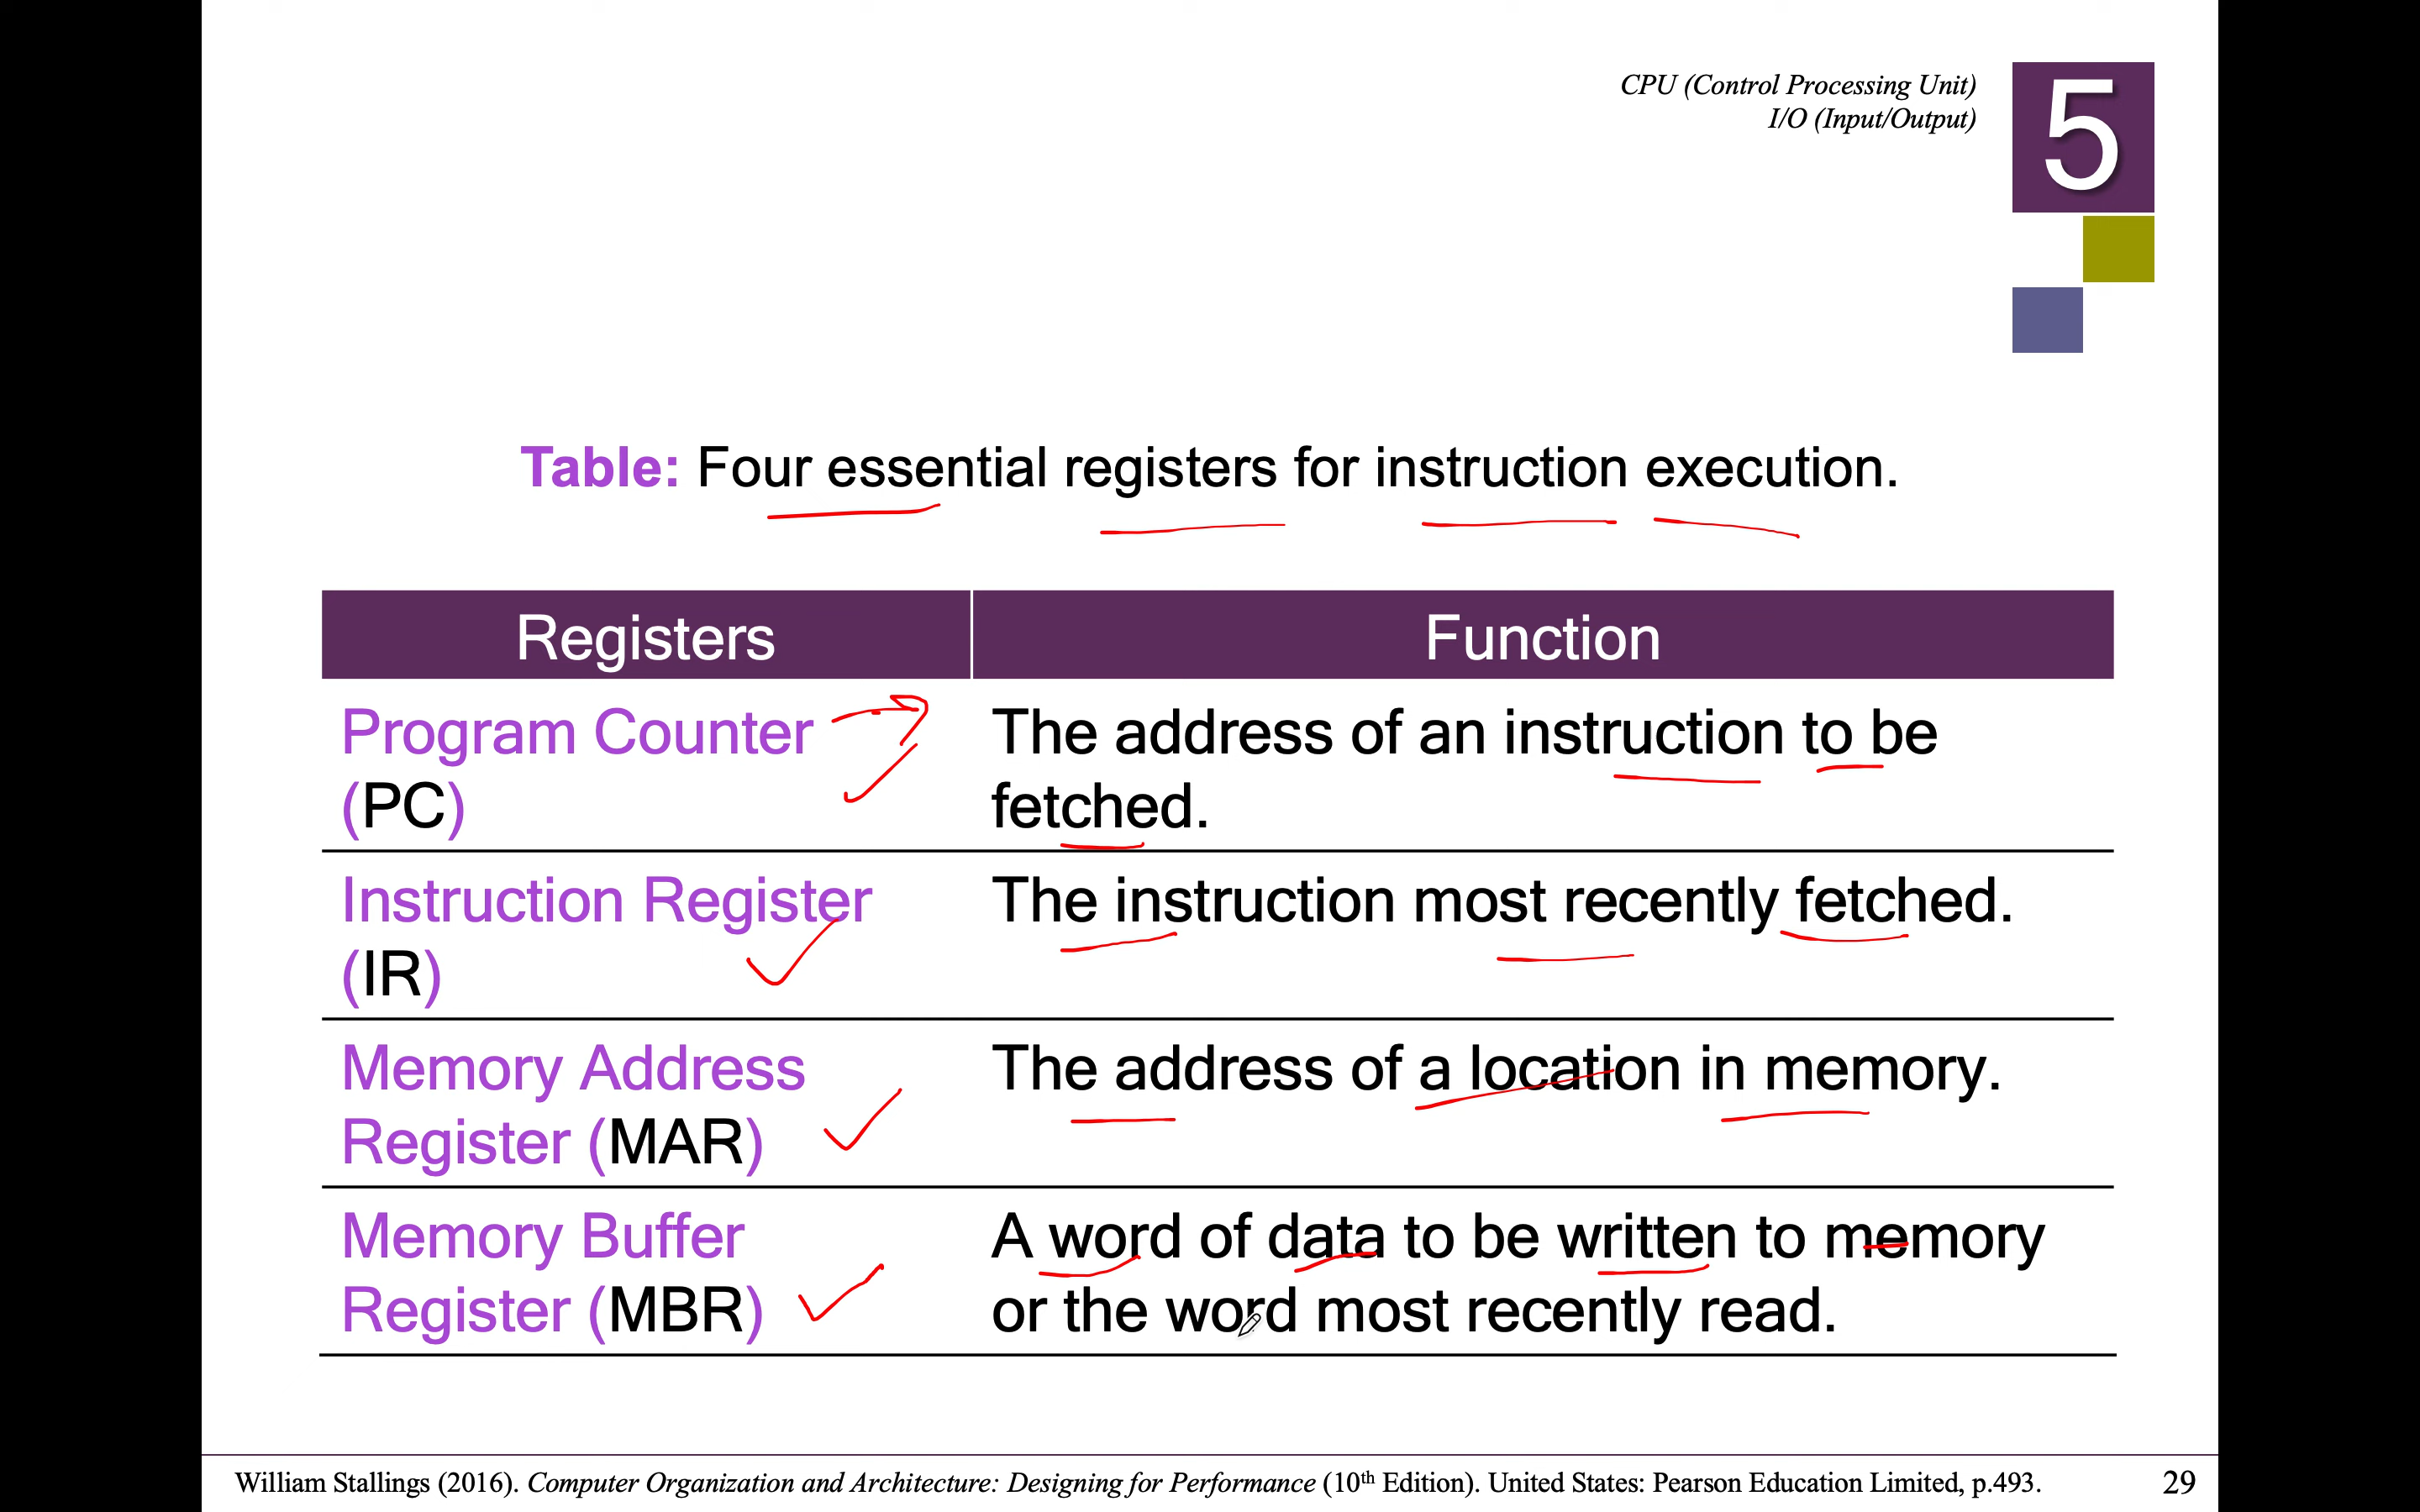 CPU (Control Processing Unit)
I/O (Input/Output)
5
Table: Four essential registers for instruction execution.
Registers Function
Program Counter The address of an instruction to be
(PC) fetched.
Instruction Register The instruction most recently fetched.
(IR)
Memory Address The address of a location in memory.
Register (MAR)
Memory Buffer A word of data to be written to memory
Register (MBR) or the word most recently read.
William Stallings (2016). Computer Organization and Architecture: Designing for Performance (10th Edition). United States: Pearson Education Limited, p.493. 29